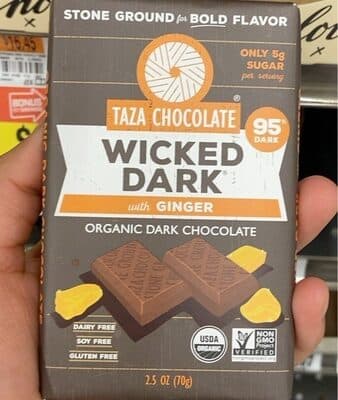 STONE GROUND for BOLD FLAVOR
ONLY 5g
SUGAR
per serving
TAZA CHOCOLATE®
95%
DARK
WICKED
DARK
with GINGER
ORGANIC DARK CHOCOLATE
DAIRY FREE
SOY FREE
GLUTEN FREE
USDA
ORGANIC
NON
GMO
Project
VERIFIED
2.5 OZ (70g)
BONUS